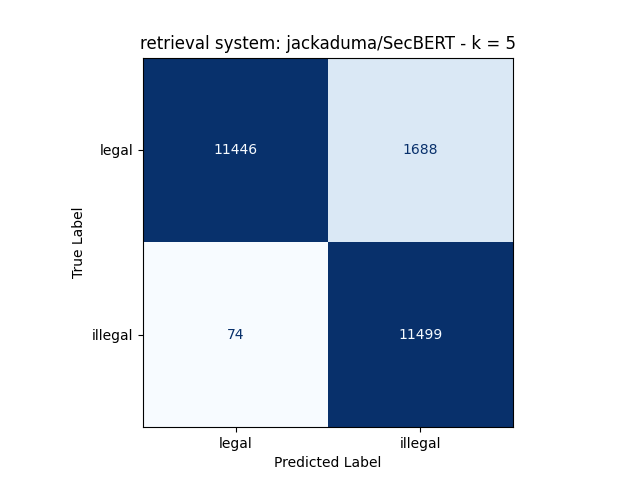 retrieval system: jackaduma/SecBERT - k = 5
True Label
legal
11446
1688
illegal
74
11499
legal
illegal
Predicted Label